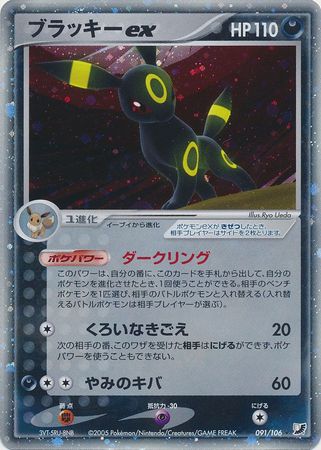 ブラッキーex HP110
Illus.Ryo Ueda
1進化 イーブイから進化
ポケモンexがきぜつしたとき、
相手プレイヤーはサイドを2枚とります。
ポケパワー ダークリング
このパワーは、自分の番に、このカードを手札から出して、自分
のポケモンを進化させたとき、1回使うことができる。相手のベンチ
ポケモンを1匹選び、相手のバトルポケモンと入れ替える(入れ替
えるバトルポケモンは相手プレイヤーが選ぶ)。
くろいなきごえ 20
次の相手の番、このワザを受けた相手はにげるができず、ポケ
パワーを使うこともできない。
やみのキバ 60
弱点 抵抗力 -30 にげる
©2005 Pokémon/Nintendo/Creatures/GAME FREAK
091/106